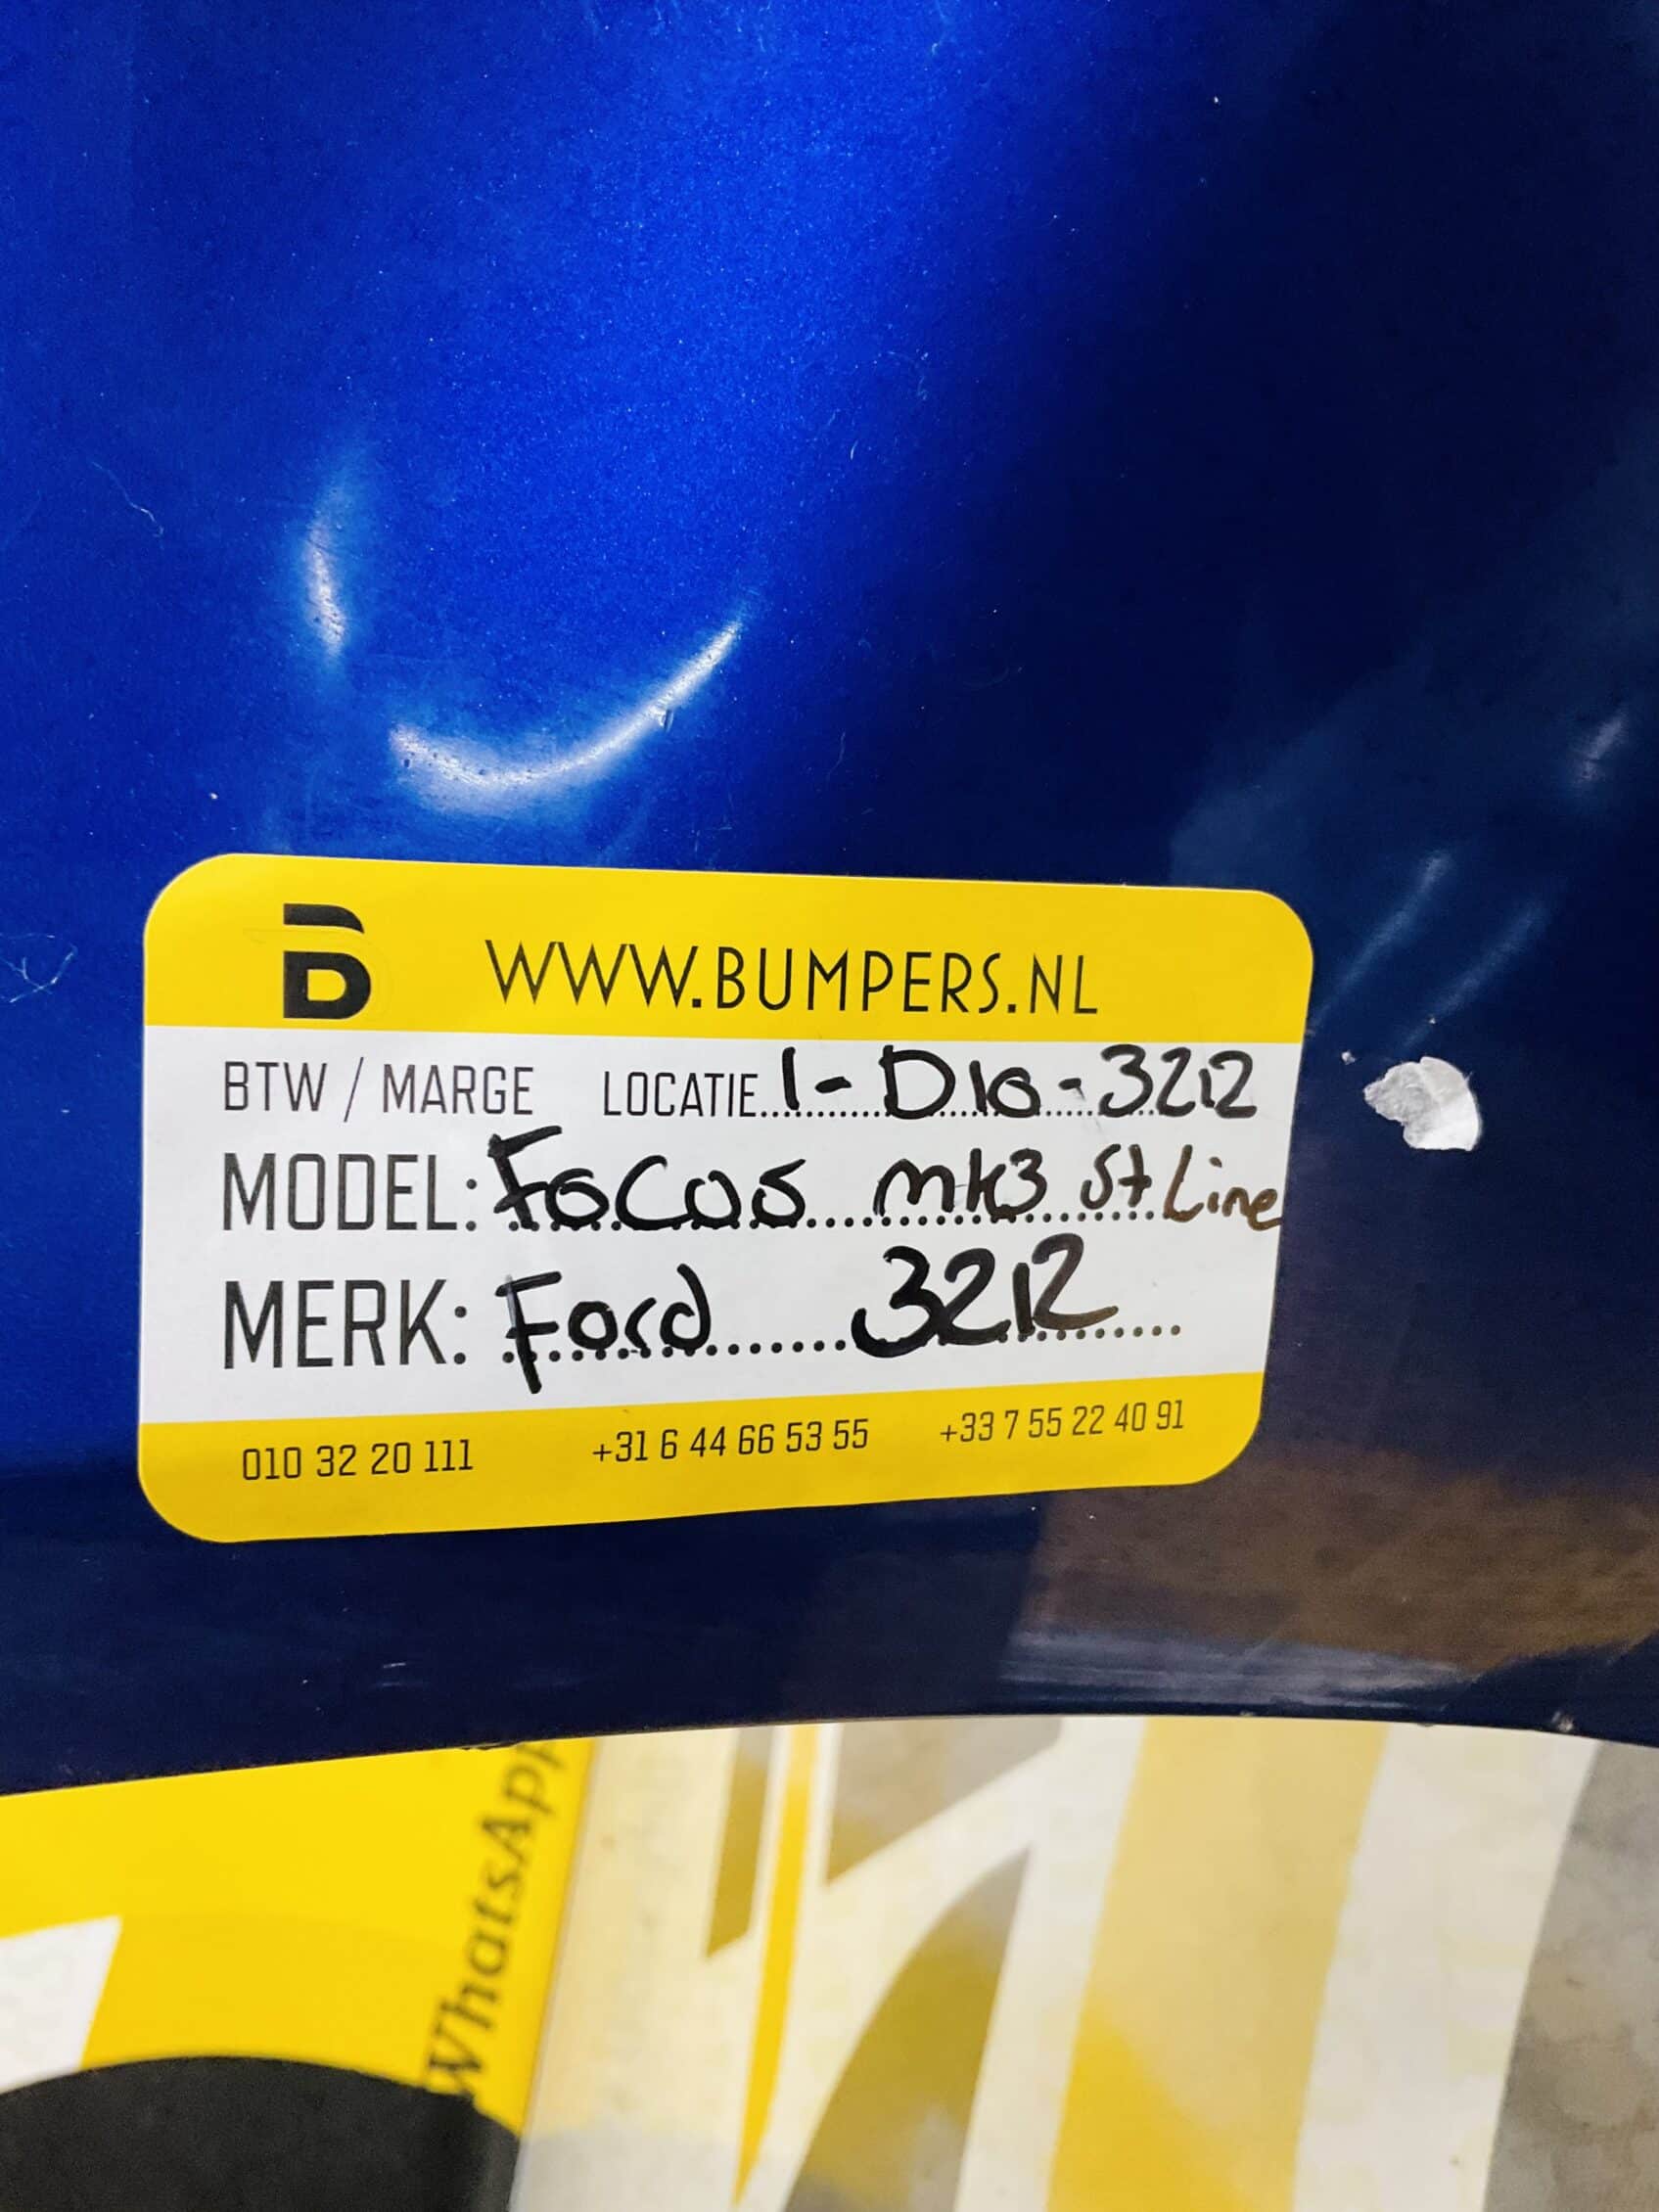 B WWW.BUMPERS.NL
BTW / MARGE LOCATIE 1-D10-3212
MODEL: Focus mk3 St Line
MERK: Ford 3212
010 32 20 111 +31 6 44 66 53 55 +33 7 55 22 40 91
WhatsApp